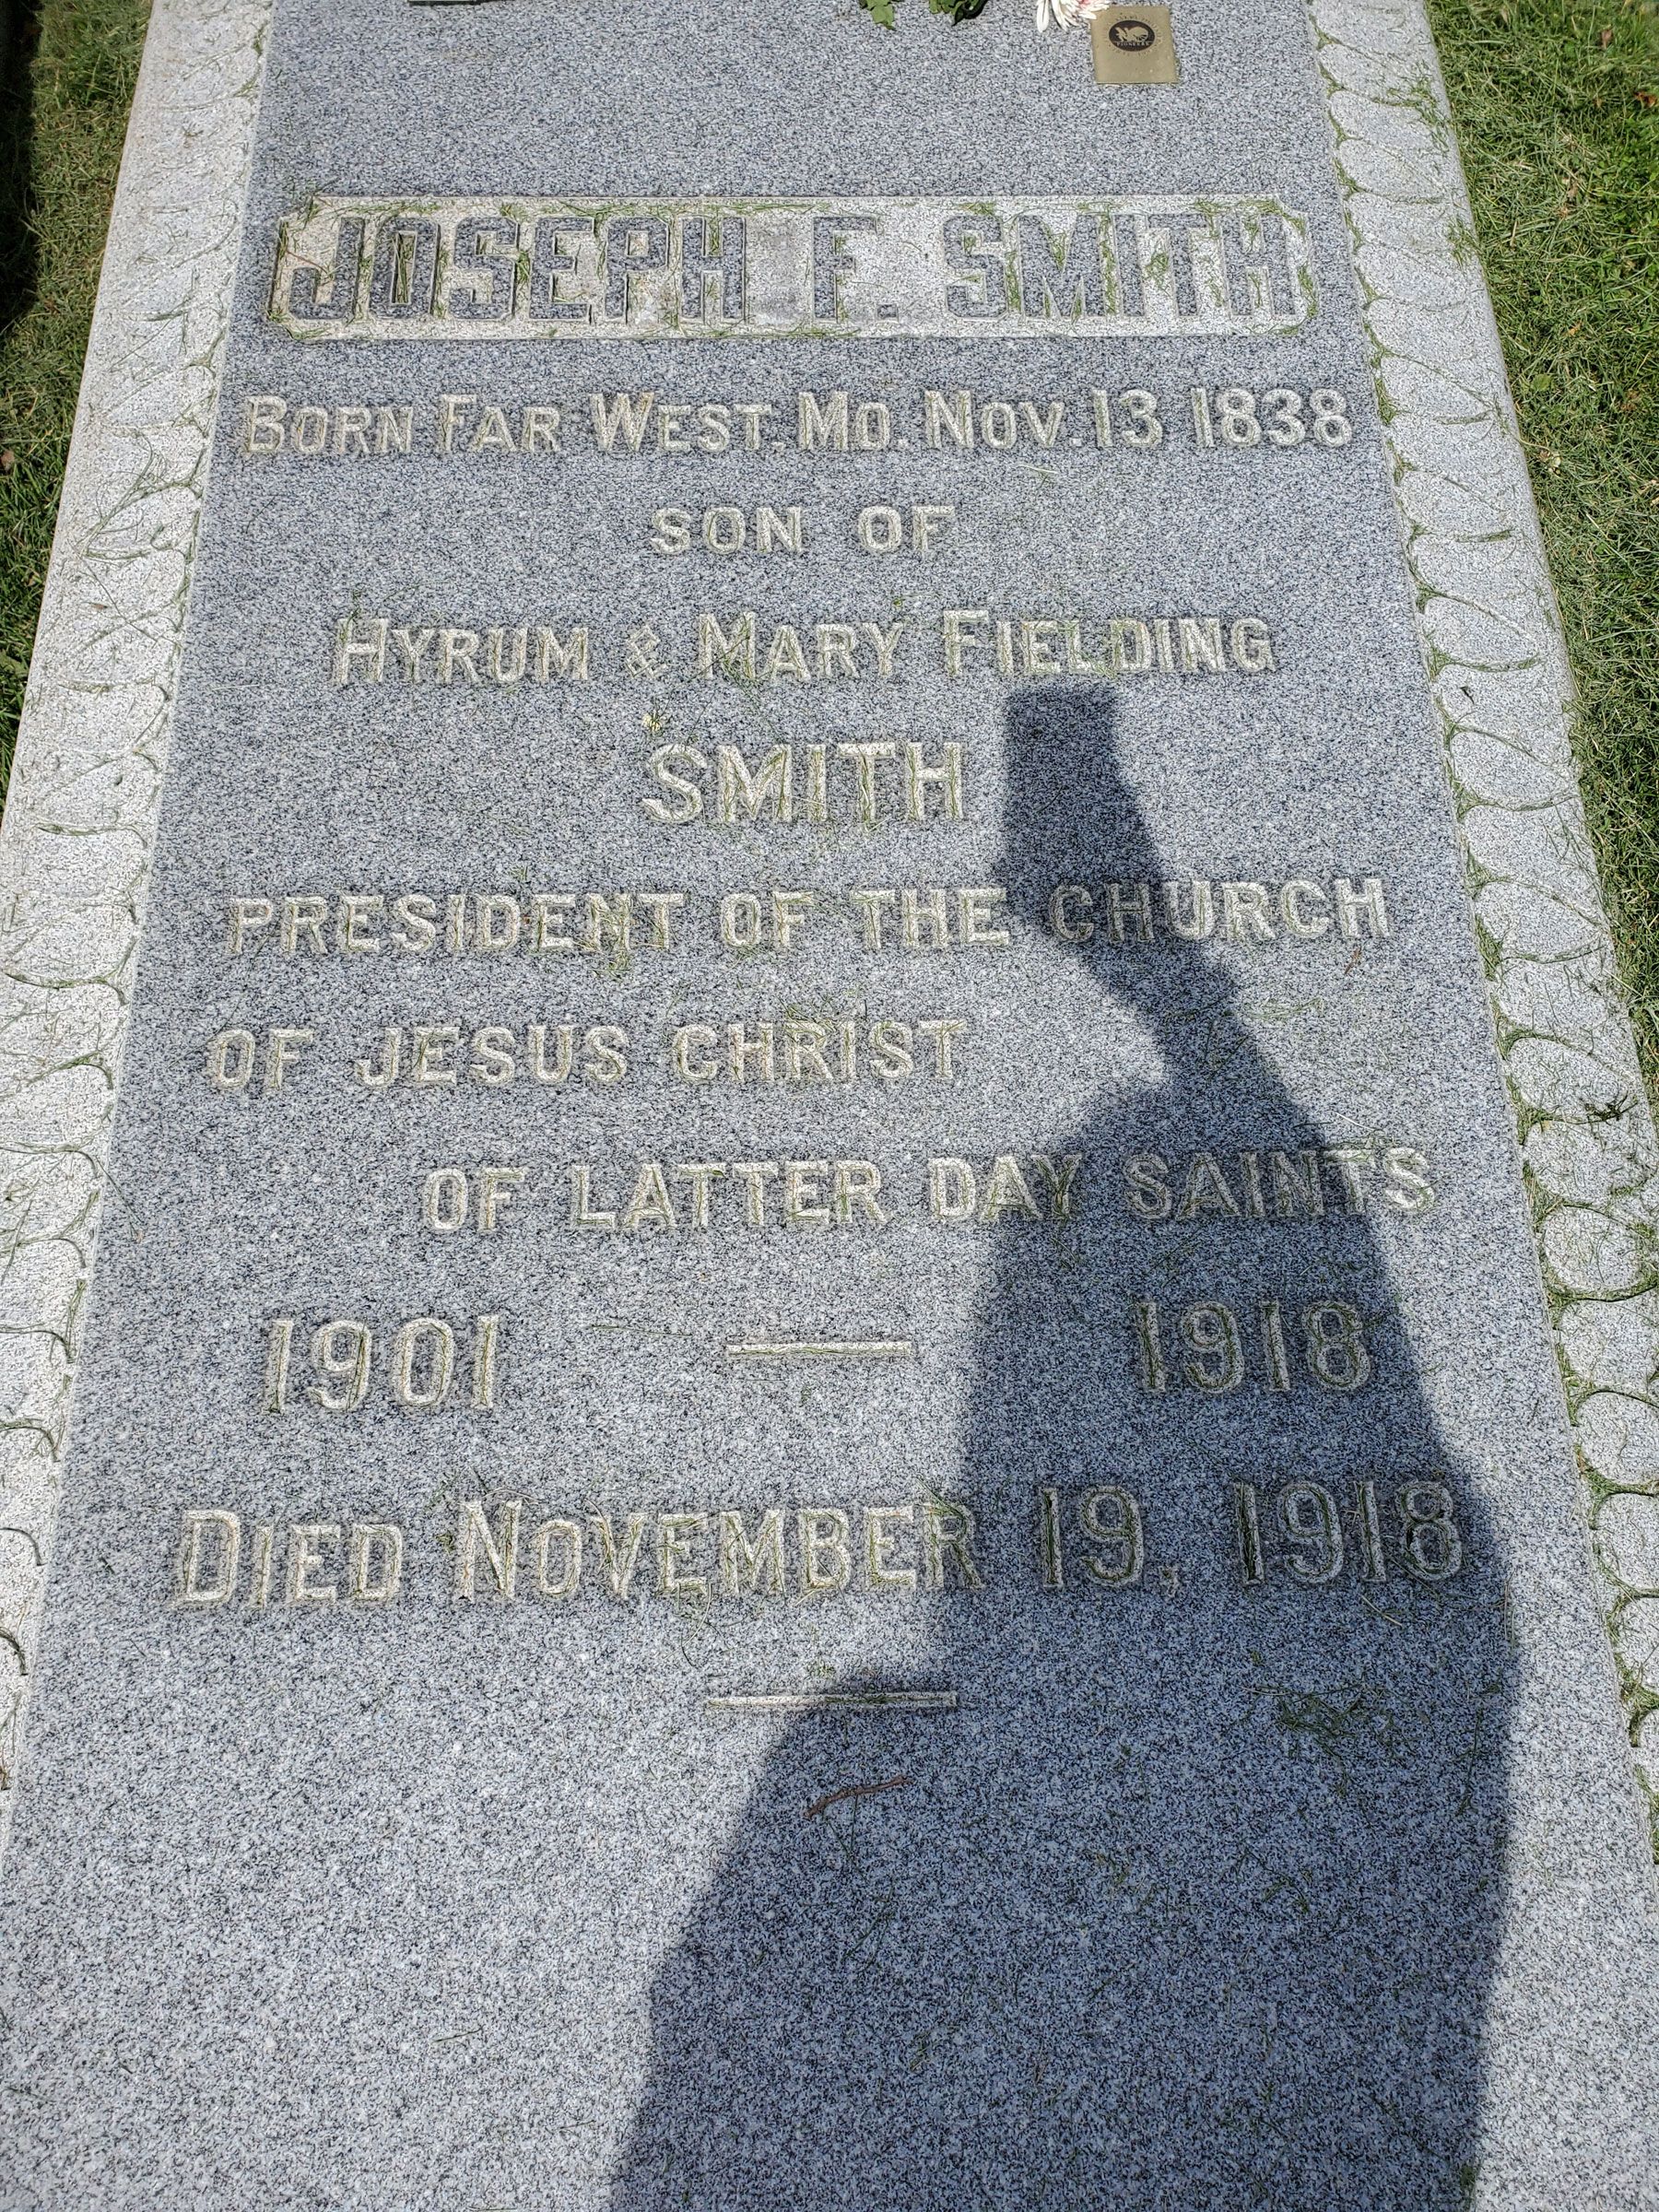 JOSEPH F. SMITH
BORN FAR WEST, MO. NOV. 13 1838
SON OF
HYRUM & MARY FIELDING
SMITH
PRESIDENT OF THE CHURCH
OF JESUS CHRIST
OF LATTER DAY SAINTS
1901 — 1918
DIED NOVEMBER 19, 1918